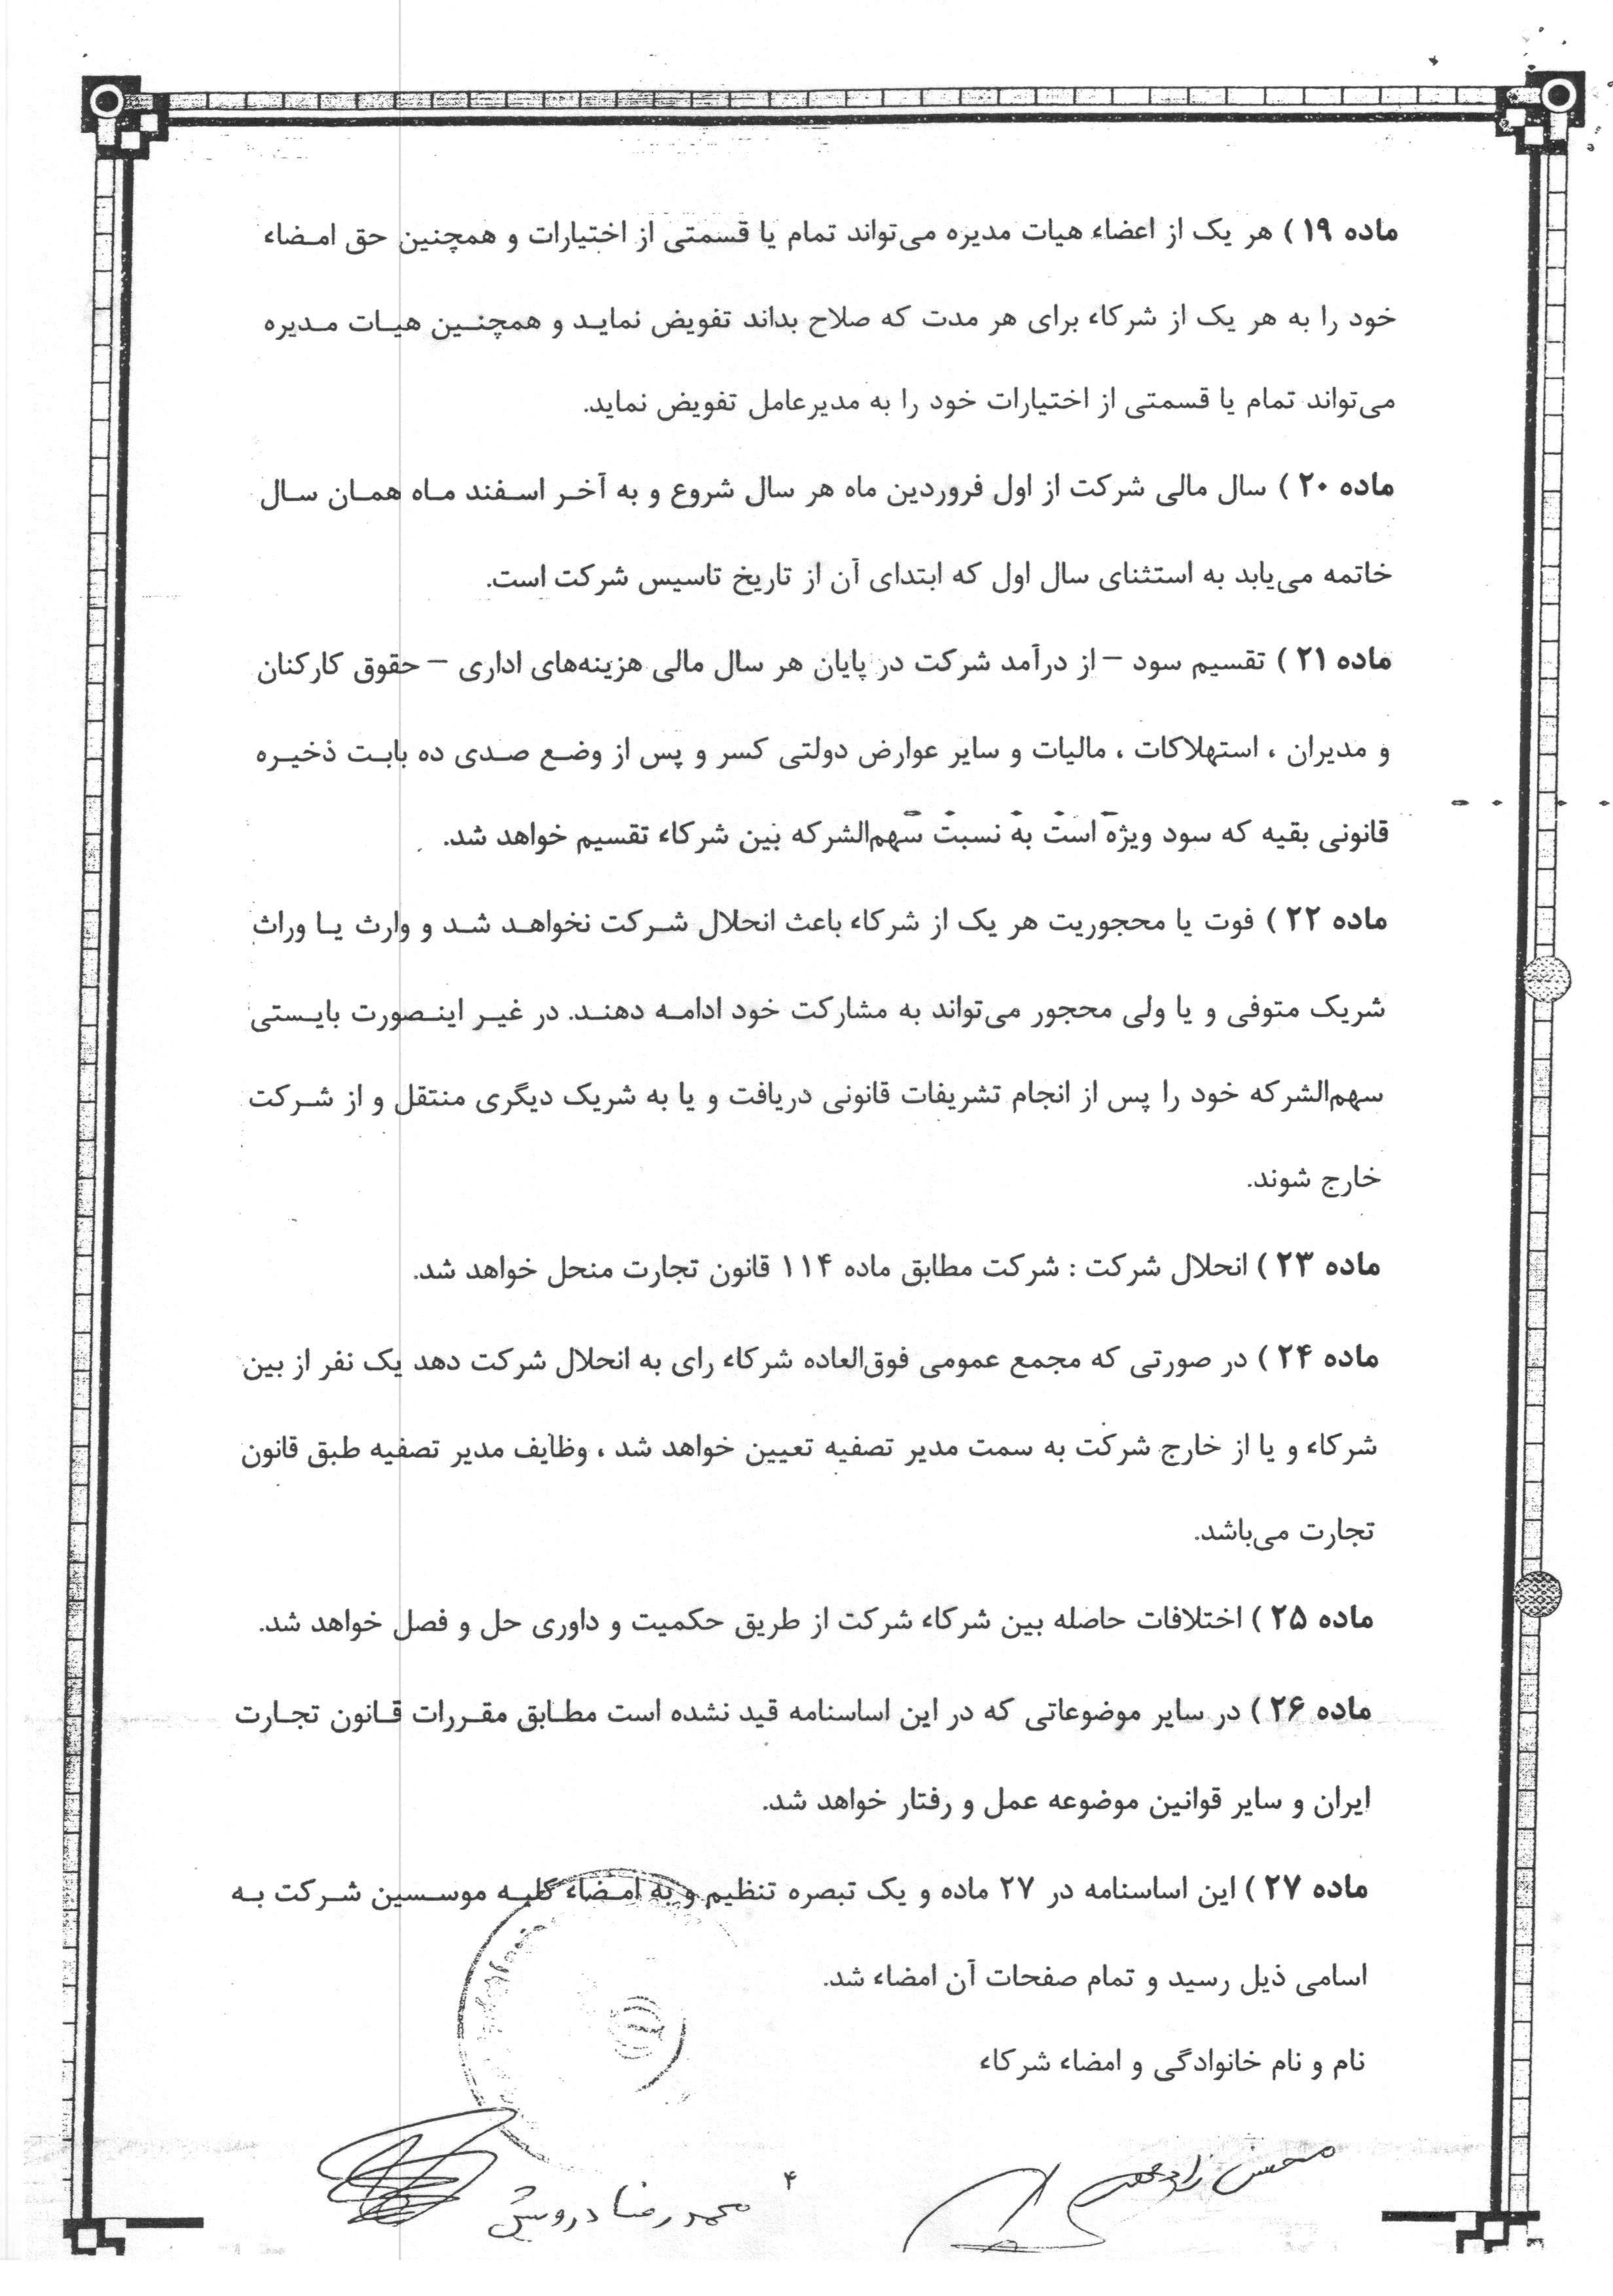 ماده ۱۹ ) هر یک از اعضاء هیات مدیره می‌تواند تمام یا قسمتی از اختیارات و همچنین حق امضاء
خود را به هر یک از شرکاء برای هر مدت که صلاح بداند تفویض نماید و همچنین هیات مدیره
می‌تواند تمام یا قسمتی از اختیارات خود را به مدیرعامل تفویض نماید.
ماده ۲۰ ) سال مالی شرکت از اول فروردین ماه هر سال شروع و به آخر اسفند ماه همان سال
خاتمه می‌یابد به استثنای سال اول که ابتدای آن از تاریخ تاسیس شرکت است.
ماده ۲۱ ) تقسیم سود – از درآمد شرکت در پایان هر سال مالی هزینه‌های اداری – حقوق کارکنان
و مدیران ، استهلاکات ، مالیات و سایر عوارض دولتی کسر و پس از وضع صدی ده بابت ذخیره
قانونی بقیه که سود ویژه است به نسبت سهم‌الشرکه بین شرکاء تقسیم خواهد شد.
ماده ۲۲ ) فوت یا محجوریت هر یک از شرکاء باعث انحلال شرکت نخواهد شد و وارث یا وراث
شریک متوفی و یا ولی محجور می‌تواند به مشارکت خود ادامه دهند. در غیر اینصورت بایستی
سهم‌الشرکه خود را پس از انجام تشریفات قانونی دریافت و یا به شریک دیگری منتقل و از شرکت
خارج شوند.
ماده ۲۳ ) انحلال شرکت : شرکت مطابق ماده ۱۱۴ قانون تجارت منحل خواهد شد.
ماده ۲۴ ) در صورتی که مجمع عمومی فوق‌العاده شرکاء رای به انحلال شرکت دهد یک نفر از بین
شرکاء و یا از خارج شرکت به سمت مدیر تصفیه تعیین خواهد شد ، وظایف مدیر تصفیه طبق قانون
تجارت می‌باشد.
ماده ۲۵ ) اختلافات حاصله بین شرکاء شرکت از طریق حکمیت و داوری حل و فصل خواهد شد.
ماده ۲۶ ) در سایر موضوعاتی که در این اساسنامه قید نشده است مطابق مقررات قانون تجارت
ایران و سایر قوانین موضوعه عمل و رفتار خواهد شد.
ماده ۲۷ ) این اساسنامه در ۲۷ ماده و یک تبصره تنظیم و به امضاء کلیه موسسین شرکت به
اسامی ذیل رسید و تمام صفحات آن امضاء شد.
نام و نام خانوادگی و امضاء شرکاء
محسن
۴
محمدرضا درویش